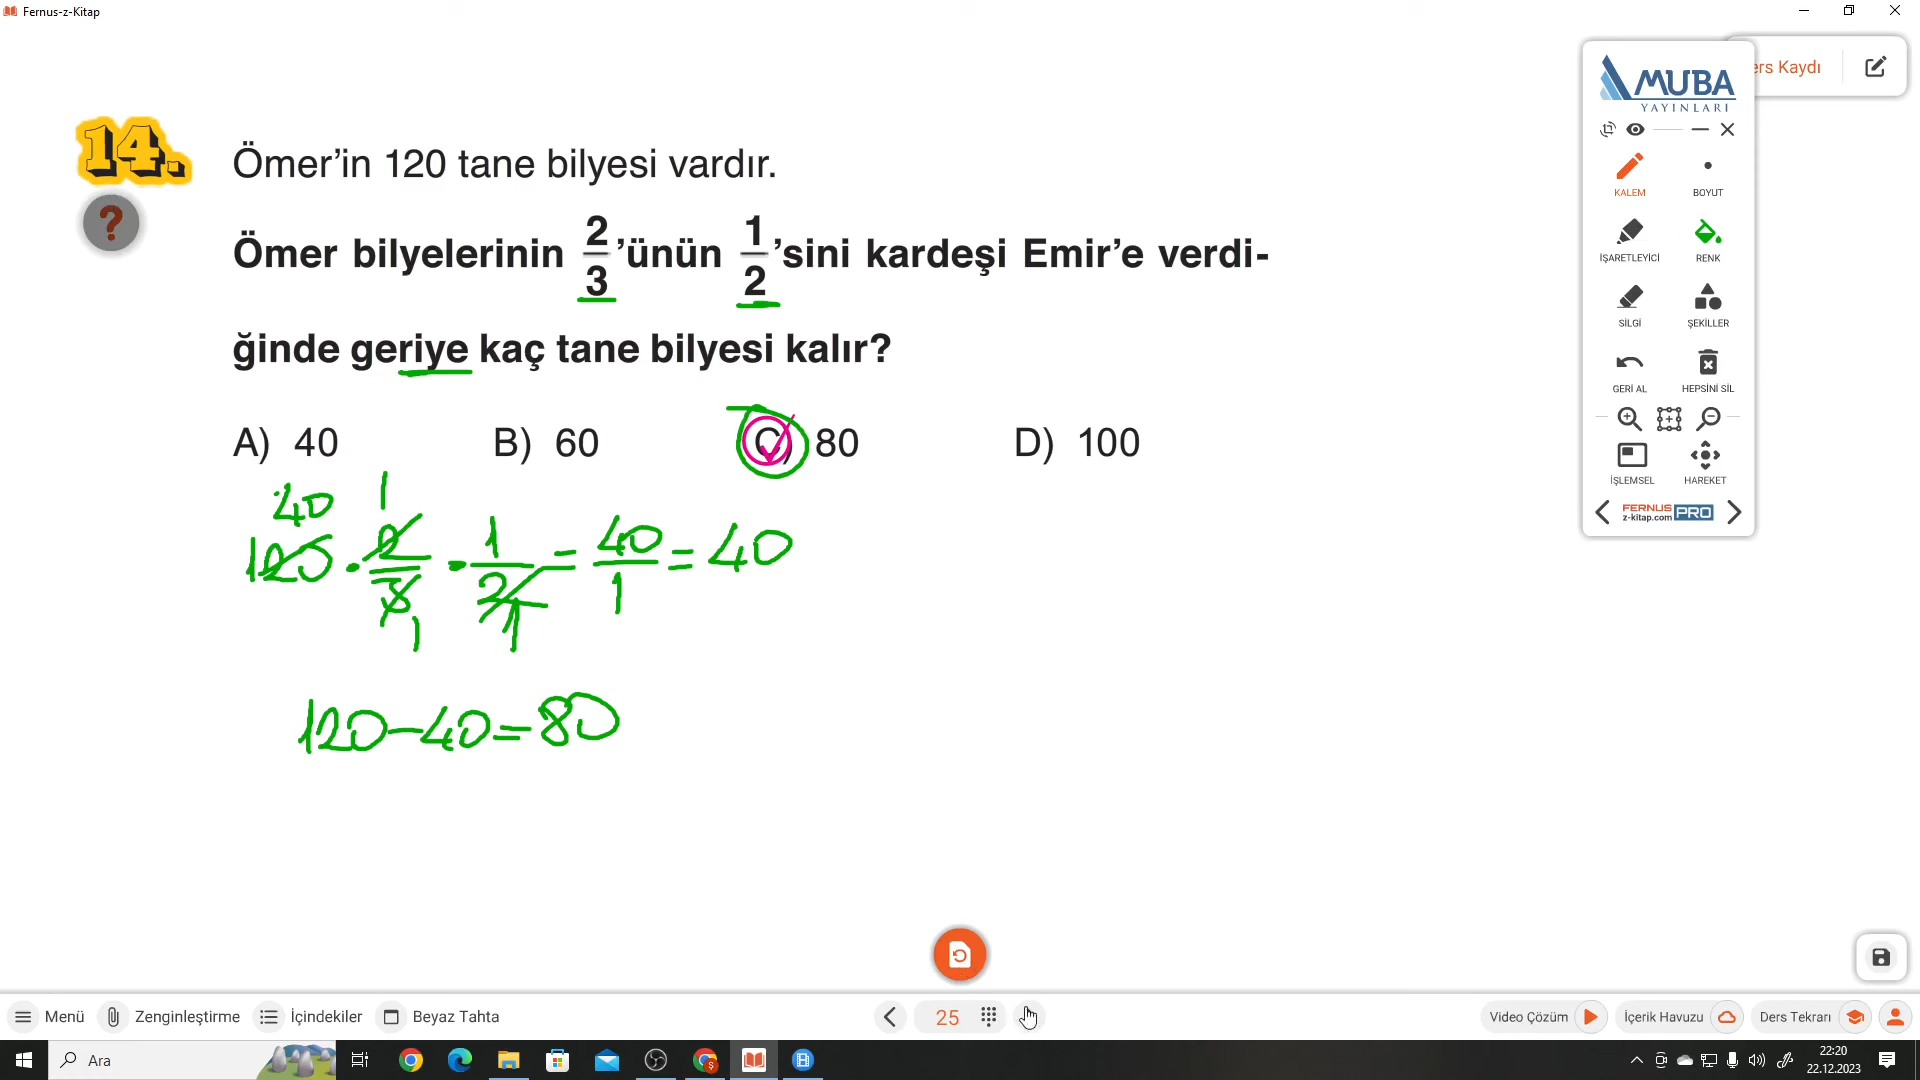 Fernus-z-Kitap
ers Kaydı
MUBA
YAYINLARI
14.
?
Ömer'in 120 tane bilyesi vardır.
Ömer bilyelerinin 2/3 'ünün 1/2 'sini kardeşi Emir'e verdi-
ğinde geriye kaç tane bilyesi kalır?
A) 40 B) 60 C) 80 D) 100
40 1
120 · 2/3 · 1/2 = 40/1 = 40
1 1
120-40=80
KALEM BOYUT
İŞARETLEYİCİ RENK
SİLGİ ŞEKİLLER
GERİ AL HEPSİNİ SİL
İŞLEMSEL HAREKET
FERNUS
z-kitap.com PRO
Menü Zenginleştirme İçindekiler Beyaz Tahta 25 Video Çözüm İçerik Havuzu Ders Tekrarı
Ara
22:20
22.12.2023